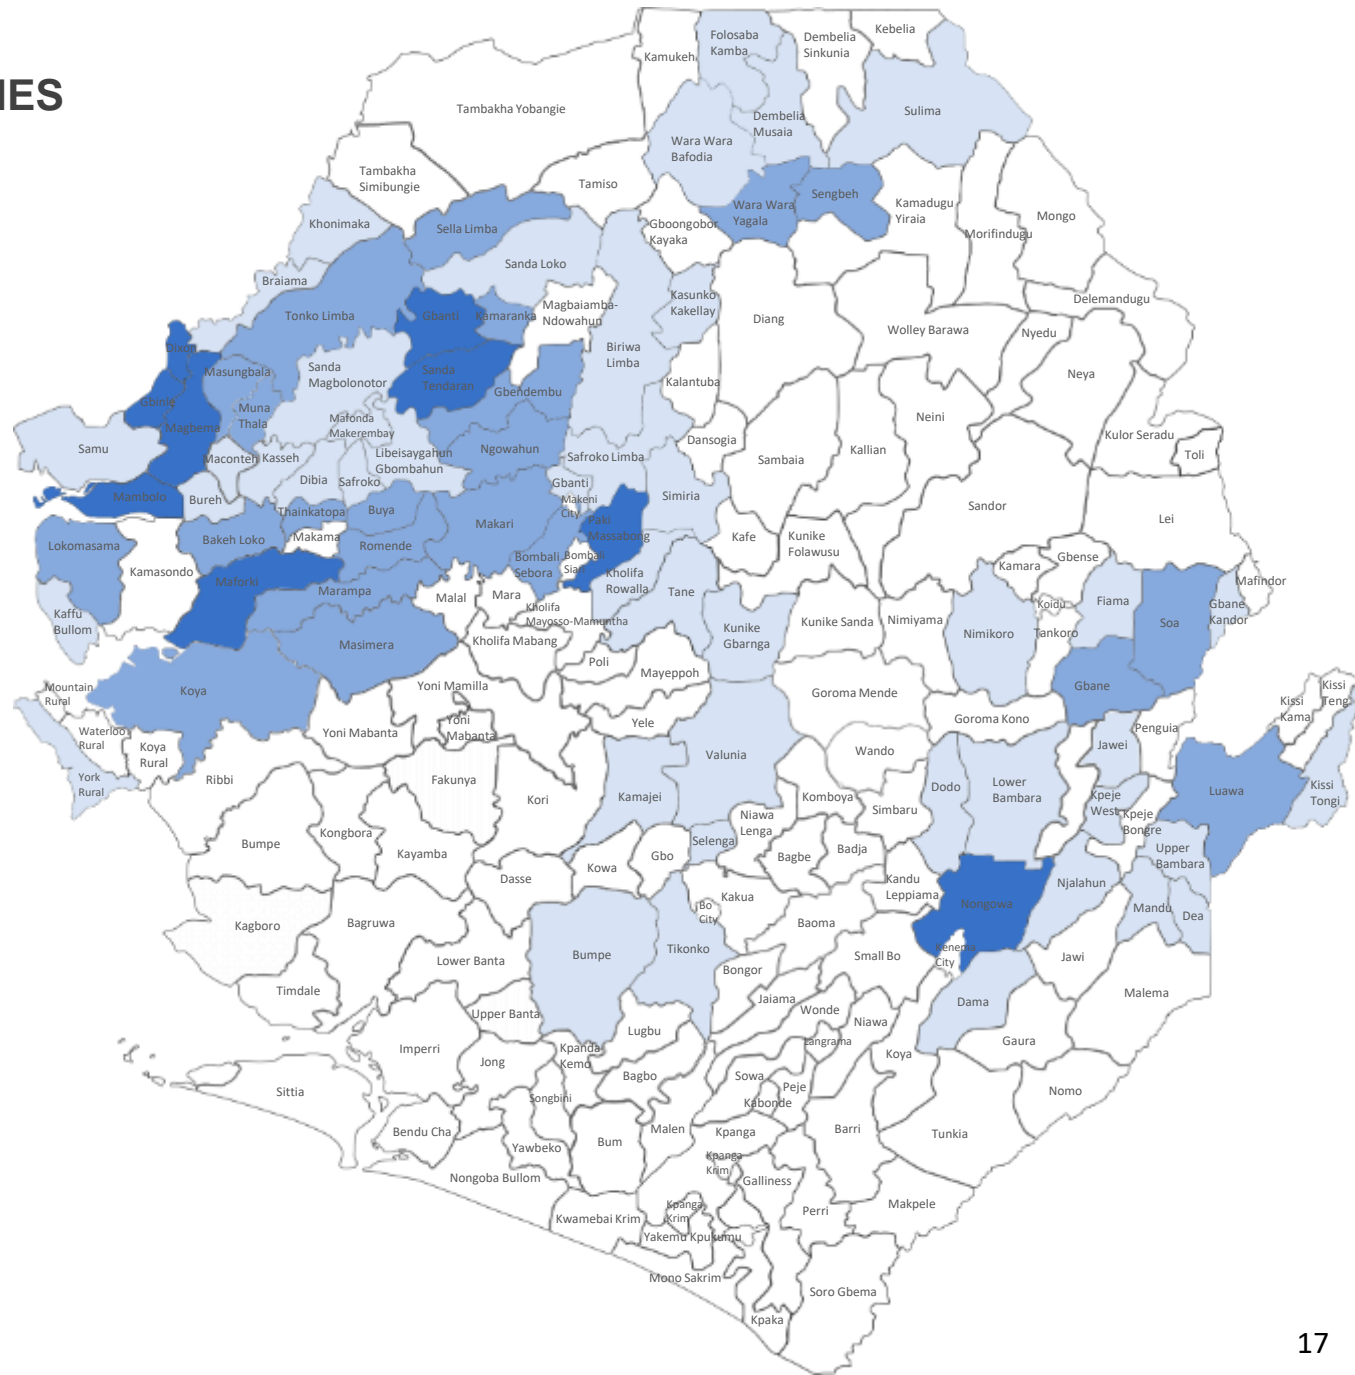 IES
Folosaba
Kamba
Dembelia
Sinkunia
Kebelia
Kamukeh
Tambakha Yobangie
Sulima
Dembelia
Musaia
Wara Wara
Bafodia
Tambakha
Simibungie
Tamiso
Wara Wara
Yagala
Sengbeh
Kamadugu
Yiraia
Mongo
Khonimaka
Sella Limba
Gboongobor
Kayaka
Morifindugu
Sanda Loko
Braiama
Kasunko
Kakellay
Delemandugu
Tonko Limba
Gbanti
Kamaranka
Magbaiamba-
Ndowahun
Diang
Wolley Barawa
Nyedu
Dixon
Biriwa
Limba
Masungbala
Sanda
Magbolonotor
Sanda
Tendaran
Gbendembu
Kalantuba
Neya
Gbinle
Muna
Thala
Mafonda
Makerembay
Neini
Magbema
Samu
Maconteh
Kasseh
Libeisaygahun
Gbombahun
Ngowahun
Safroko Limba
Dansogia
Sambaia
Kallian
Kulor Seradu
Toli
Dibia
Safroko
Gbanti
Makeni
City
Simiria
Mambolo
Bureh
Thainkatopa
Buya
Makari
Paki
Massabong
Sandor
Lei
Lokomasama
Bakeh Loko
Makama
Romende
Kafe
Kunike
Folawusu
Kamasondo
Bombali
Sebora
Bombali
Siari
Kholifa
Rowalla
Gbense
Kamara
Maforki
Marampa
Malal
Mara
Tane
Mafindor
Kaffu
Bullom
Kholifa
Mayosso-Mamuntha
Koidu
Fiama
Gbane
Kandor
Masimera
Kholifa Mabang
Kunike
Gbarnga
Kunike Sanda
Nimiyama
Nimikoro
Tankoro
Soa
Poli
Mayeppoh
Mountain
Rural
Koya
Yoni Mamilla
Goroma Mende
Gbane
Kissi
Teng
Kissi
Kama
Waterloo
Rural
Koya
Rural
Yoni Mabanta
Yoni
Mabanta
Yele
Goroma Kono
Penguia
York
Rural
Ribbi
Fakunya
Valunia
Wando
Jawei
Kori
Kamajei
Komboya
Dodo
Lower
Bambara
Luawa
Kissi
Tongi
Simbaru
Kpeje
West
Kpeje
Bongre
Bumpe
Kongbora
Kayamba
Niawa
Lenga
Selenga
Upper
Bambara
Dasse
Kowa
Gbo
Bagbe
Badja
Kandu
Leppiama
Njalahun
Kagboro
Bagruwa
Kakua
Bo
City
Nongowa
Mandu
Dea
Baoma
Lower Banta
Bumpe
Tikonko
Small Bo
Kenema
City
Jawi
Timdale
Bongor
Malema
Upper Banta
Jaiama
Dama
Lugbu
Wonde
Niawa
Langrama
Gaura
Imperri
Jong
Kpanda
Kemo
Koya
Bagbo
Sowa
Peje
Kabonde
Nomo
Sittia
Songbini
Bendu Cha
Yawbeko
Bum
Malen
Kpanga
Barri
Tunkia
Kpanga
Krim
Nongoba Bullom
Galliness
Kpanga
Krim
Perri
Makpele
Kwamebai Krim
Yakemu Kpukumu
Mono Sakrim
Soro Gbema
Kpaka
17